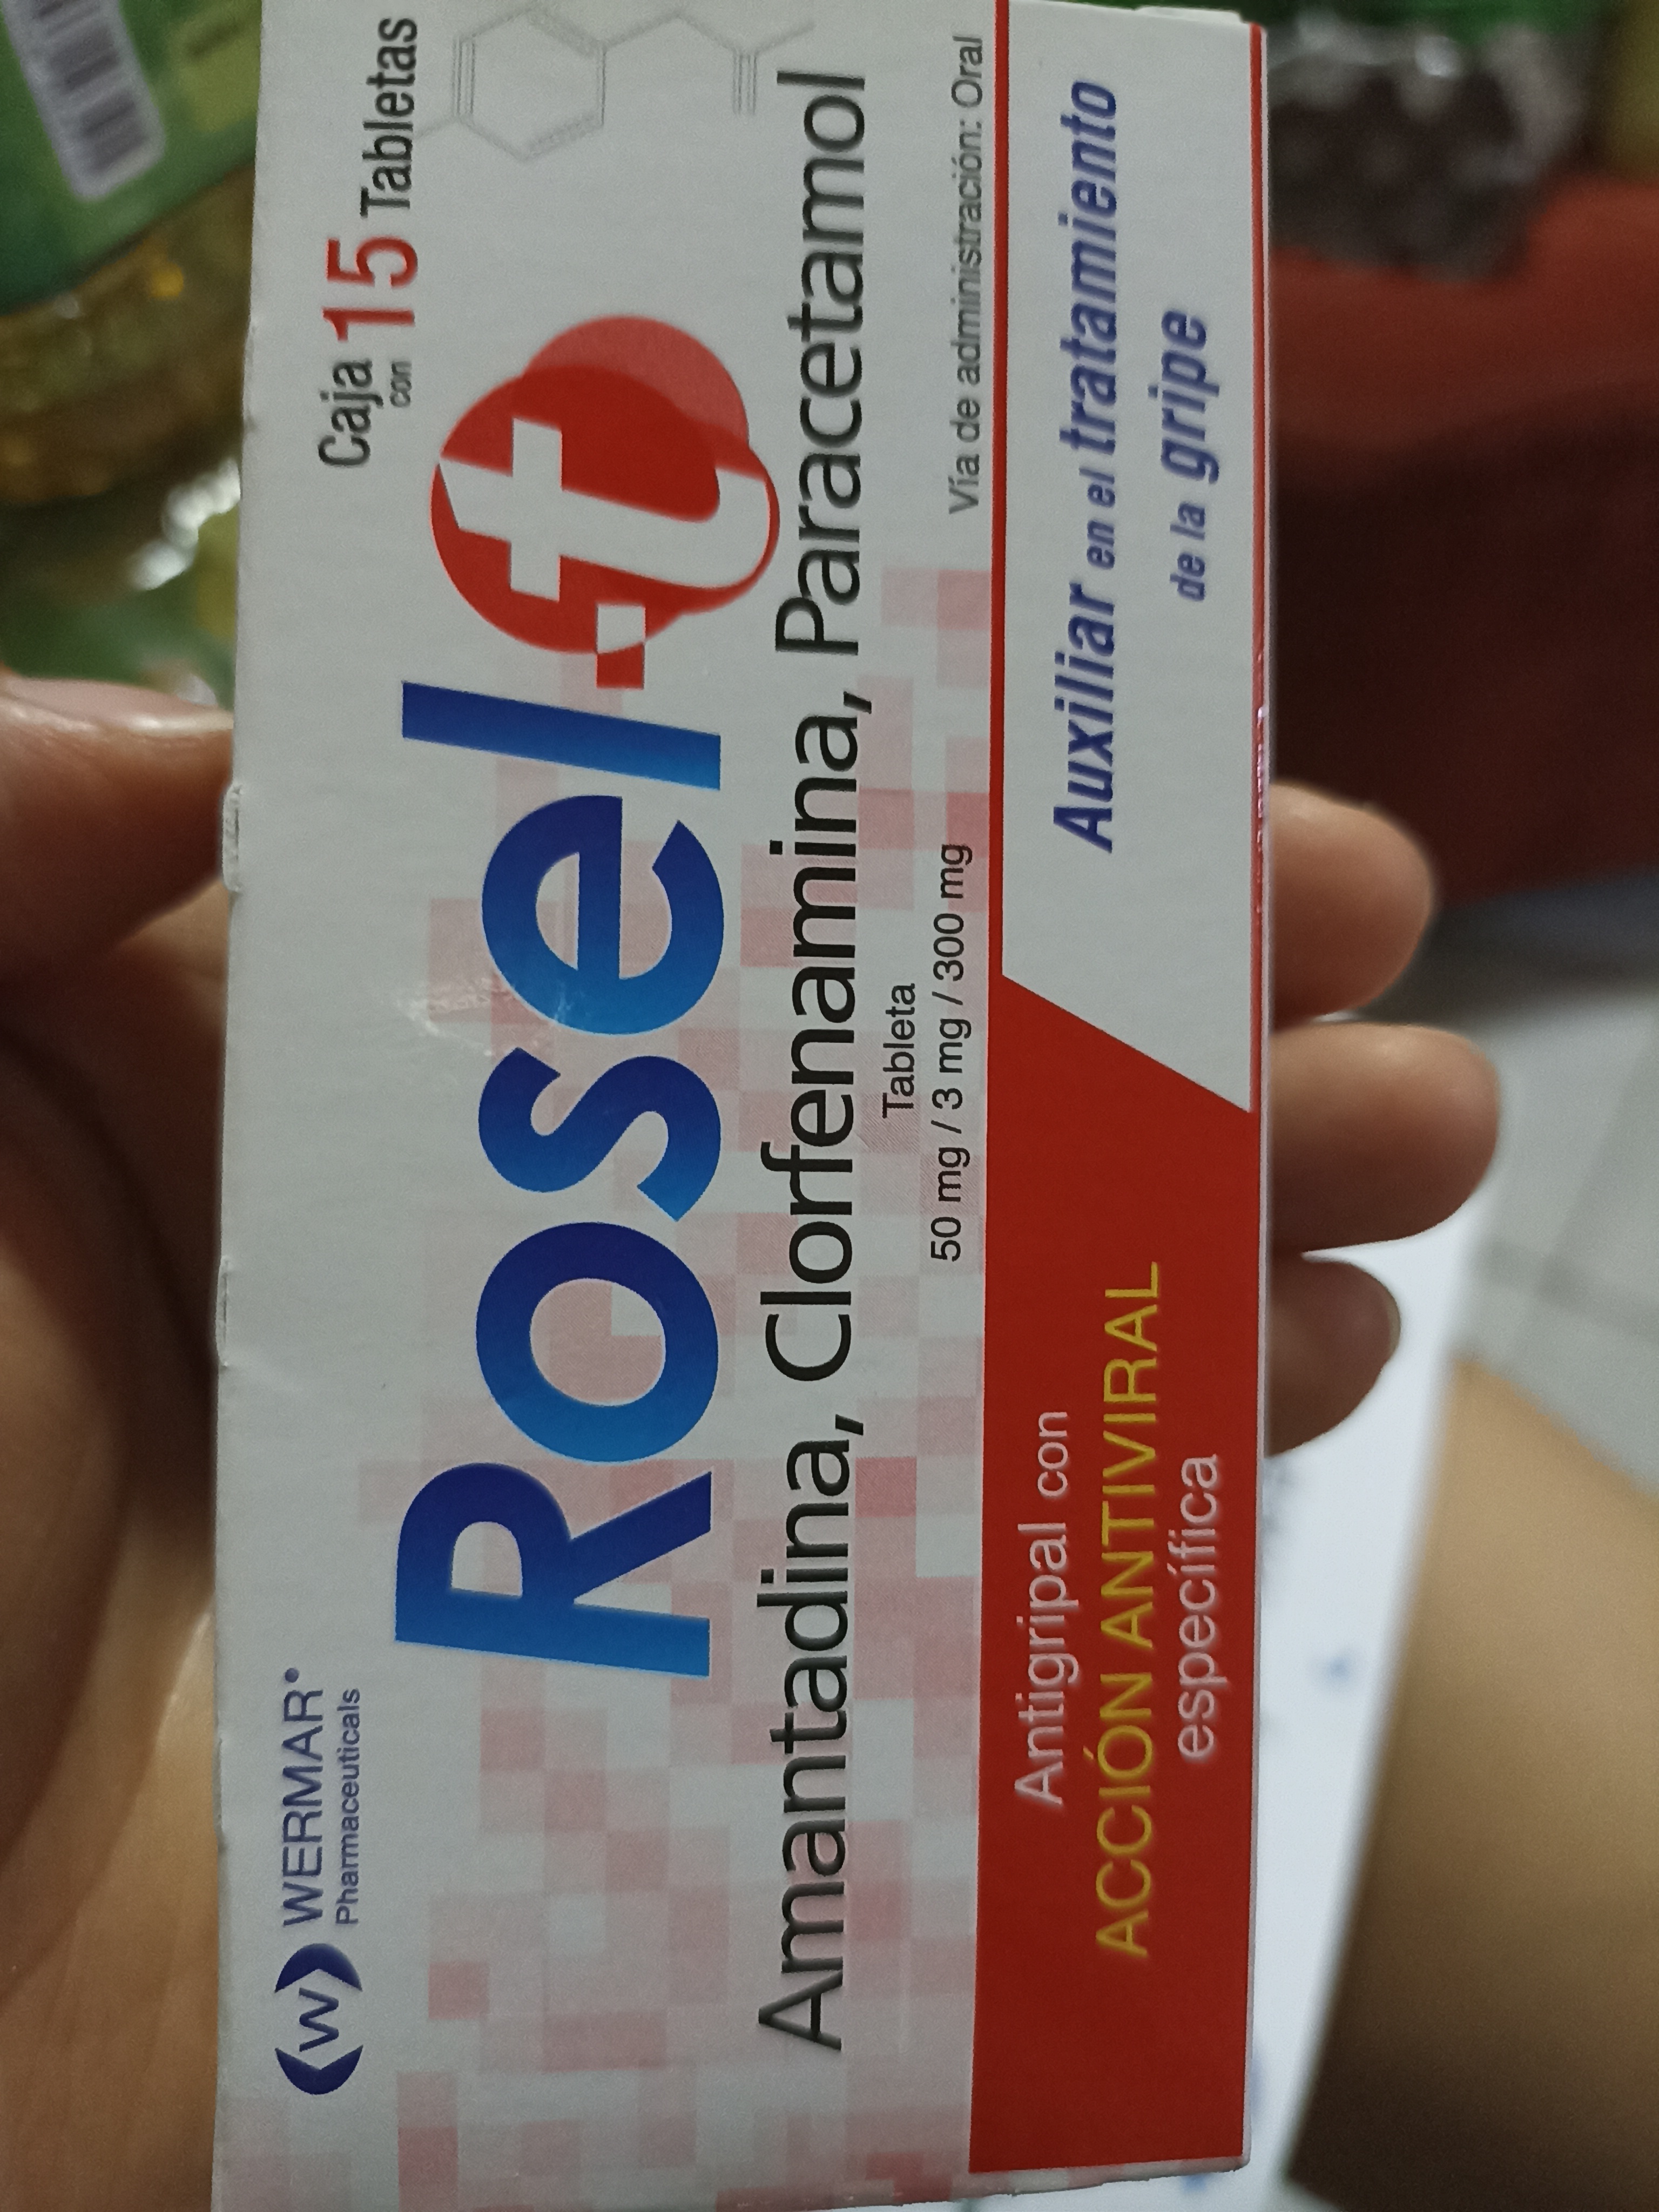 WERMAR®
Pharmaceuticals
Caja con 15 Tabletas
Rosel-t
Amantadina, Clorfenamina, Paracetamol
Tableta
50 mg / 3 mg / 300 mg
Vía de administración: Oral
Antigripal con
ACCIÓN ANTIVIRAL
específica
Auxiliar en el tratamiento
de la gripe